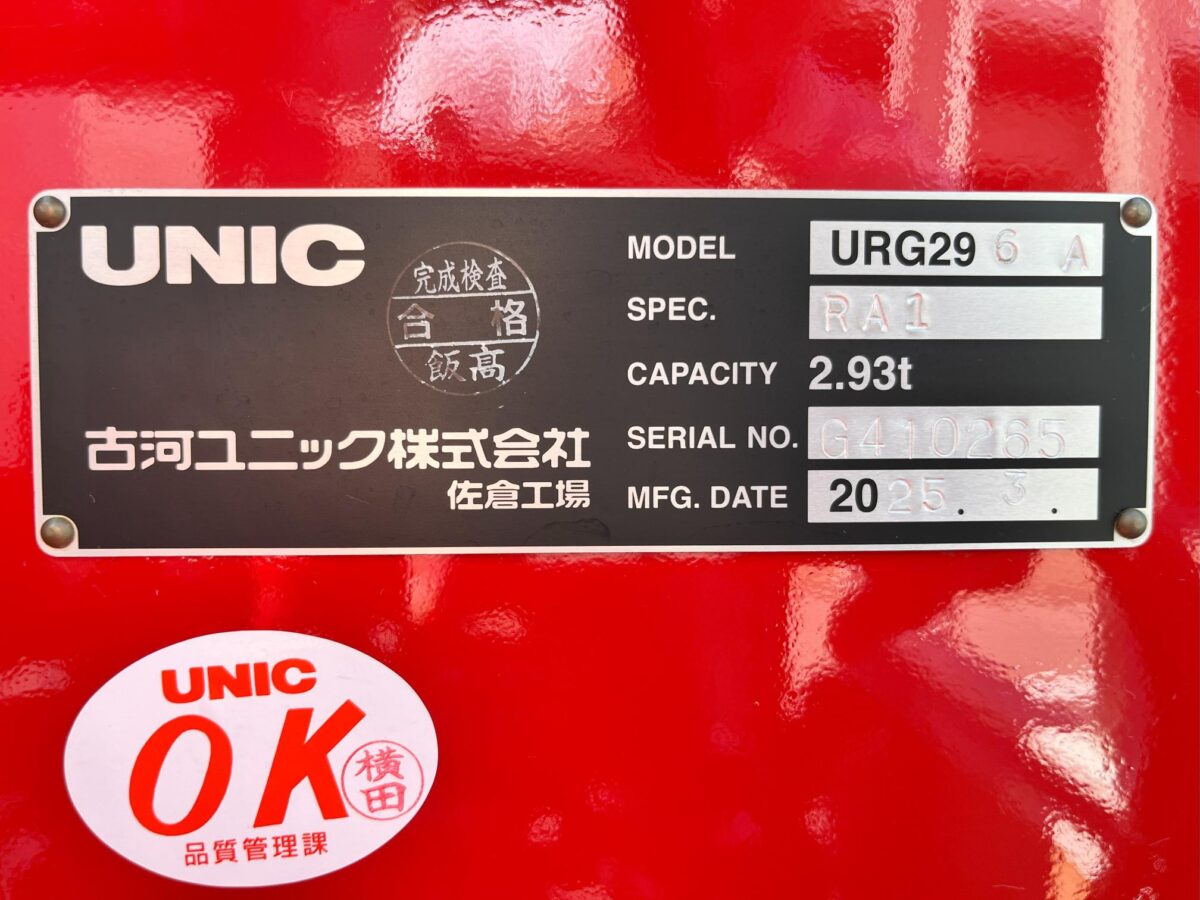 UNIC
完成検査
合格
飯高
古河ユニック株式会社
佐倉工場
MODEL URG296A
SPEC. RA1
CAPACITY 2.93t
SERIAL NO. G410265
MFG. DATE 2025. 3.
UNIC
OK
横田
品質管理課